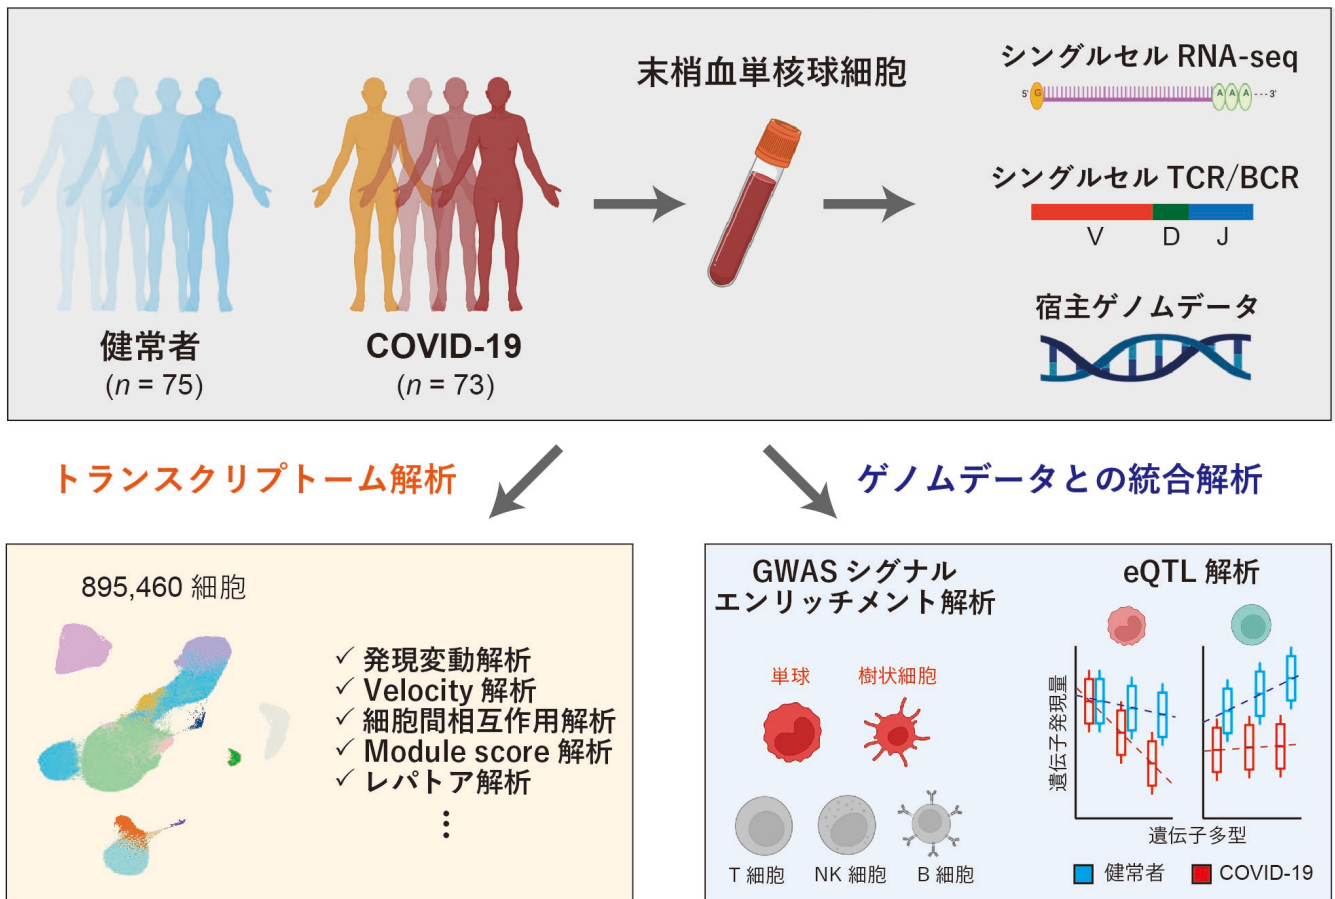 末梢血単核球細胞
シングルセル RNA-seq
5' G A A A ---3'
シングルセル TCR/BCR
V D J
宿主ゲノムデータ
健常者
(n = 75)
COVID-19
(n = 73)
トランスクリプトーム解析
ゲノムデータとの統合解析
895,460 細胞
✓ 発現変動解析
✓ Velocity 解析
✓ 細胞間相互作用解析
✓ Module score 解析
✓ レパトア解析
⋮
GWAS シグナル
エンリッチメント解析
単球
樹状細胞
T 細胞
NK 細胞
B 細胞
eQTL 解析
遺伝子発現量
遺伝子多型
健常者
COVID-19